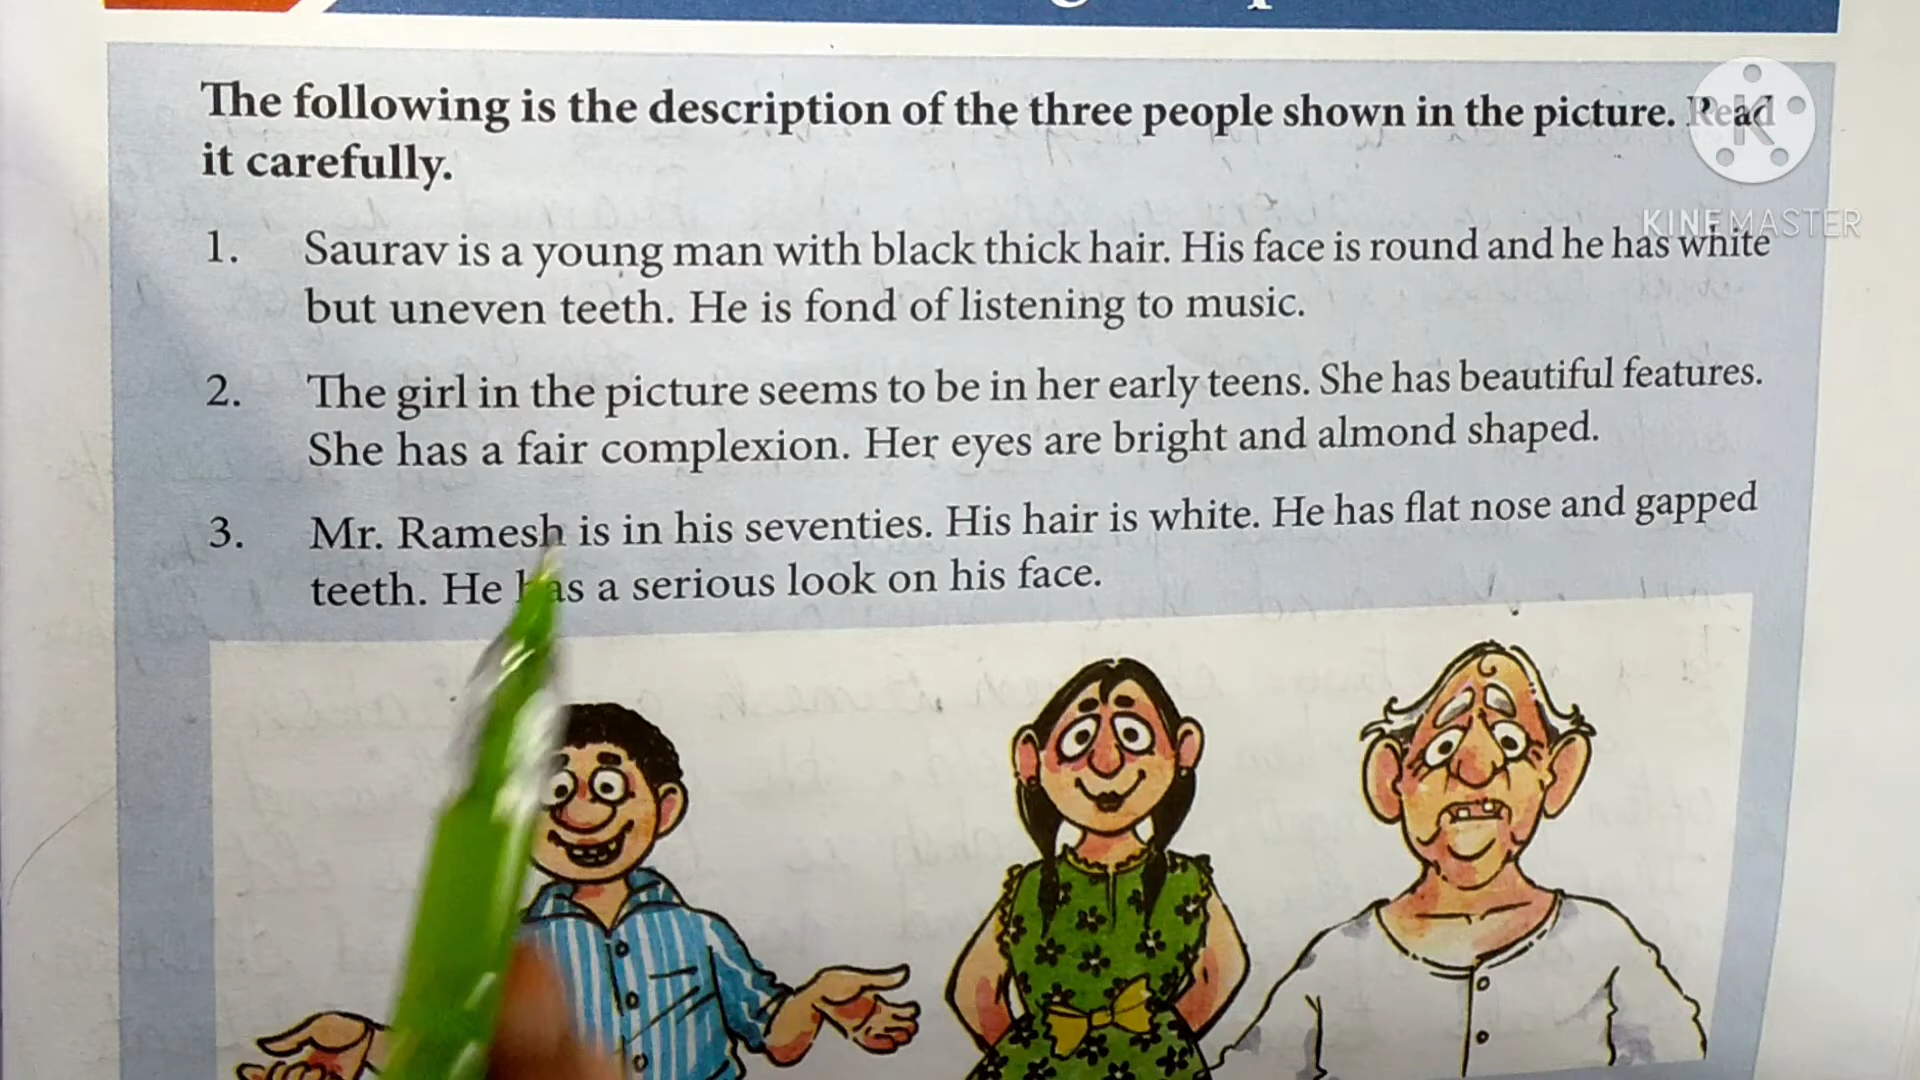 The following is the description of the three people shown in the picture. Read
it carefully.
1. Saurav is a young man with black thick hair. His face is round and he has white
but uneven teeth. He is fond of listening to music.
2. The girl in the picture seems to be in her early teens. She has beautiful features.
She has a fair complexion. Her eyes are bright and almond shaped.
3. Mr. Ramesh is in his seventies. His hair is white. He has flat nose and gapped
teeth. He has a serious look on his face.
K
KINEMASTER